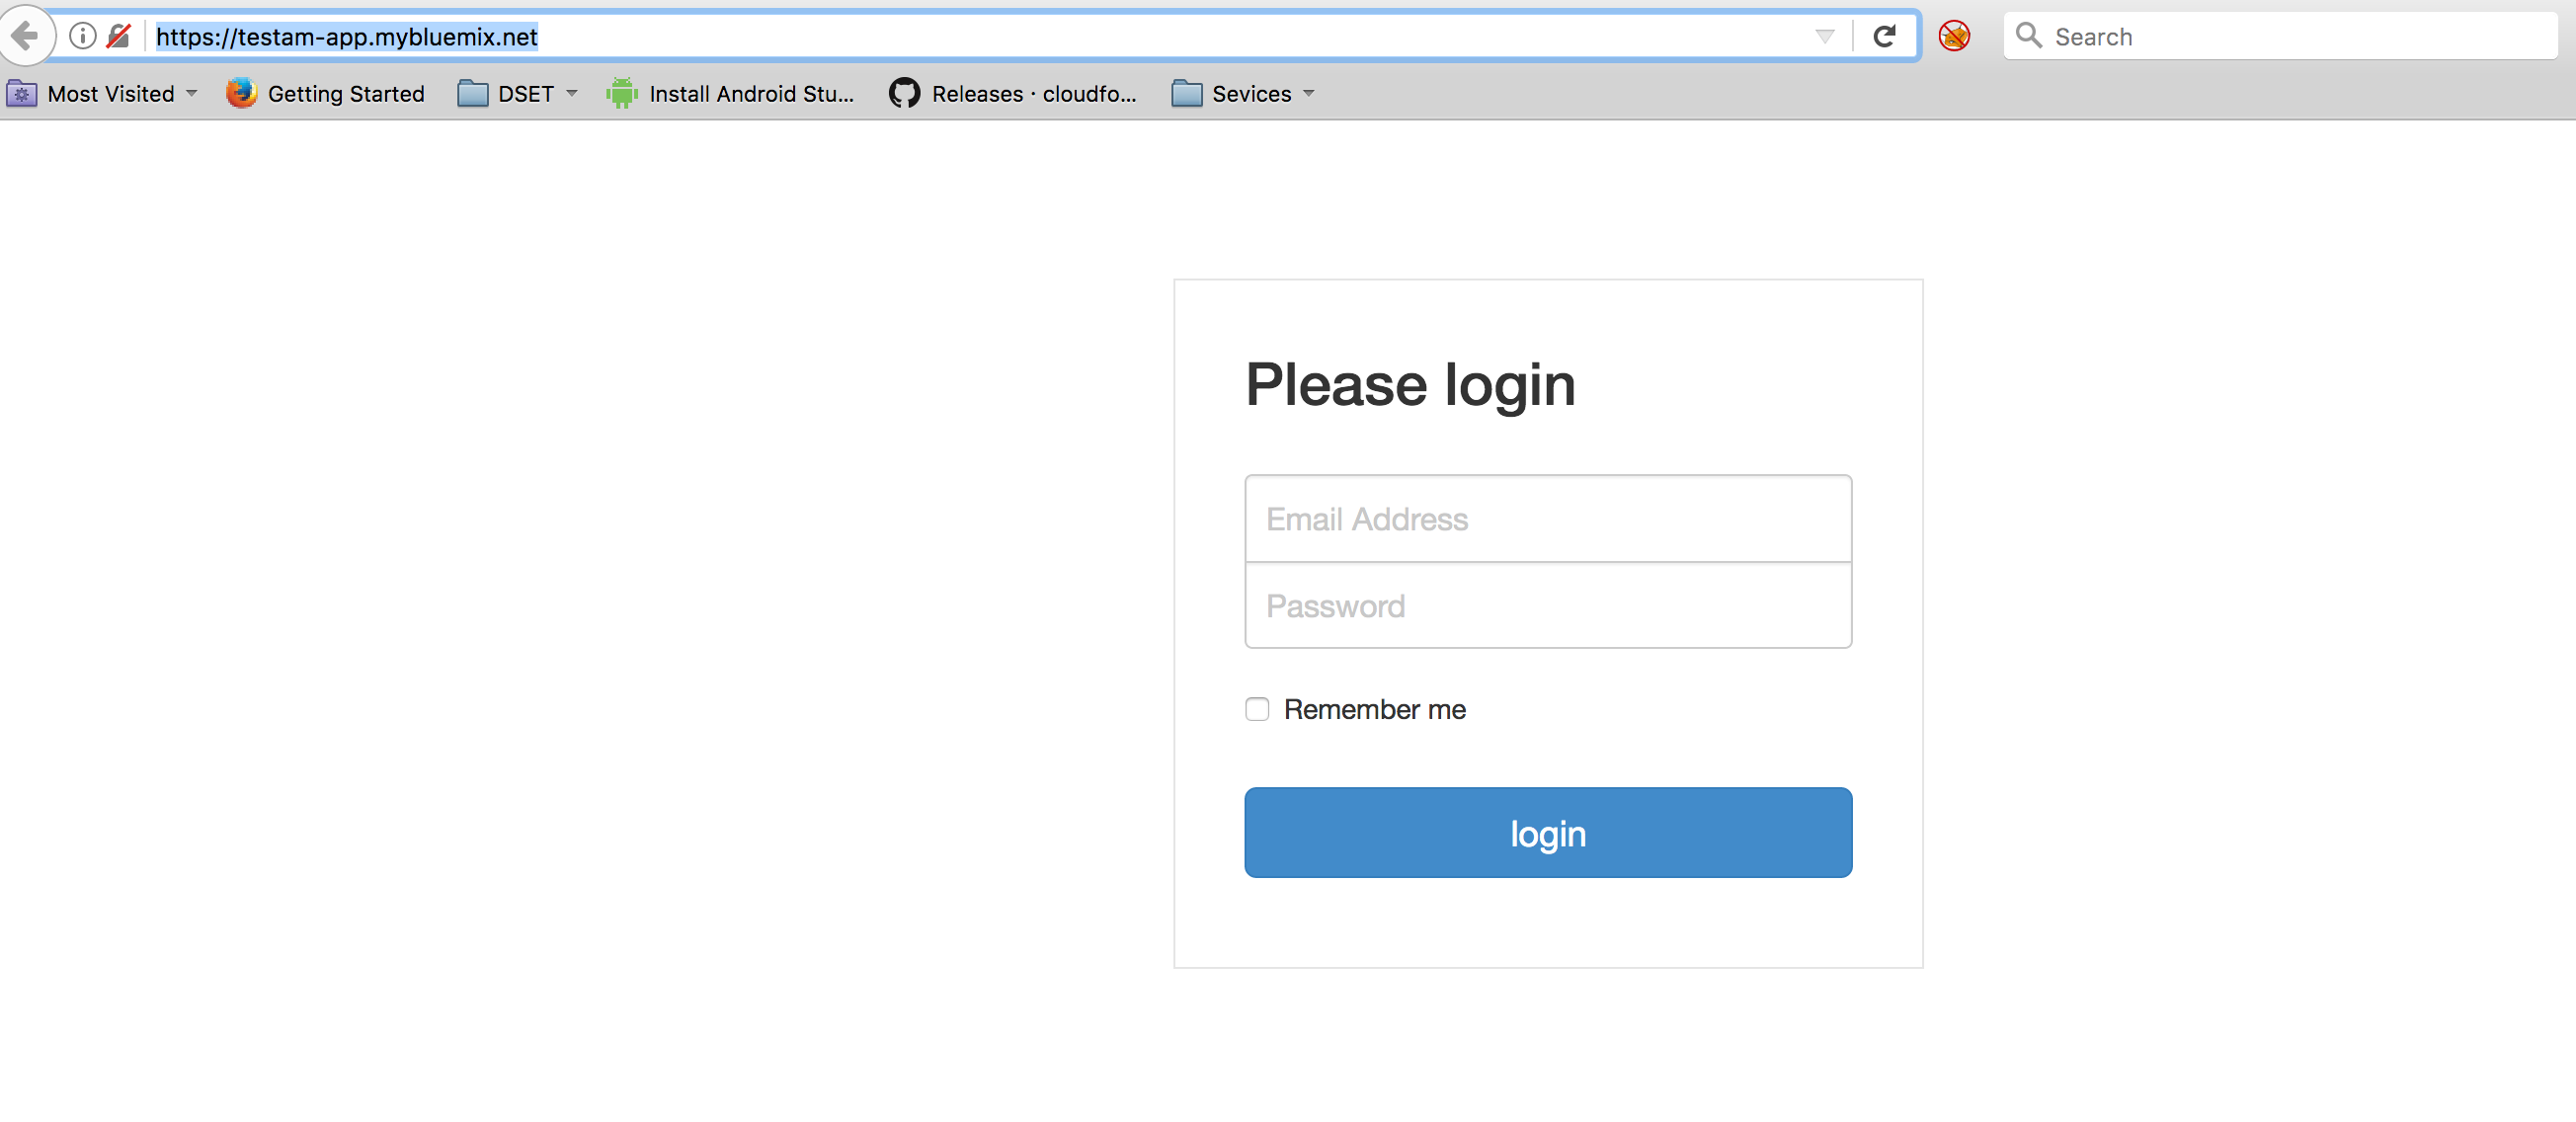 https://testam-app.mybluemix.net
Search
Most Visited Getting Started DSET Install Android Stu... Releases · cloudfo... Sevices
Please login
Email Address
Password
Remember me
login